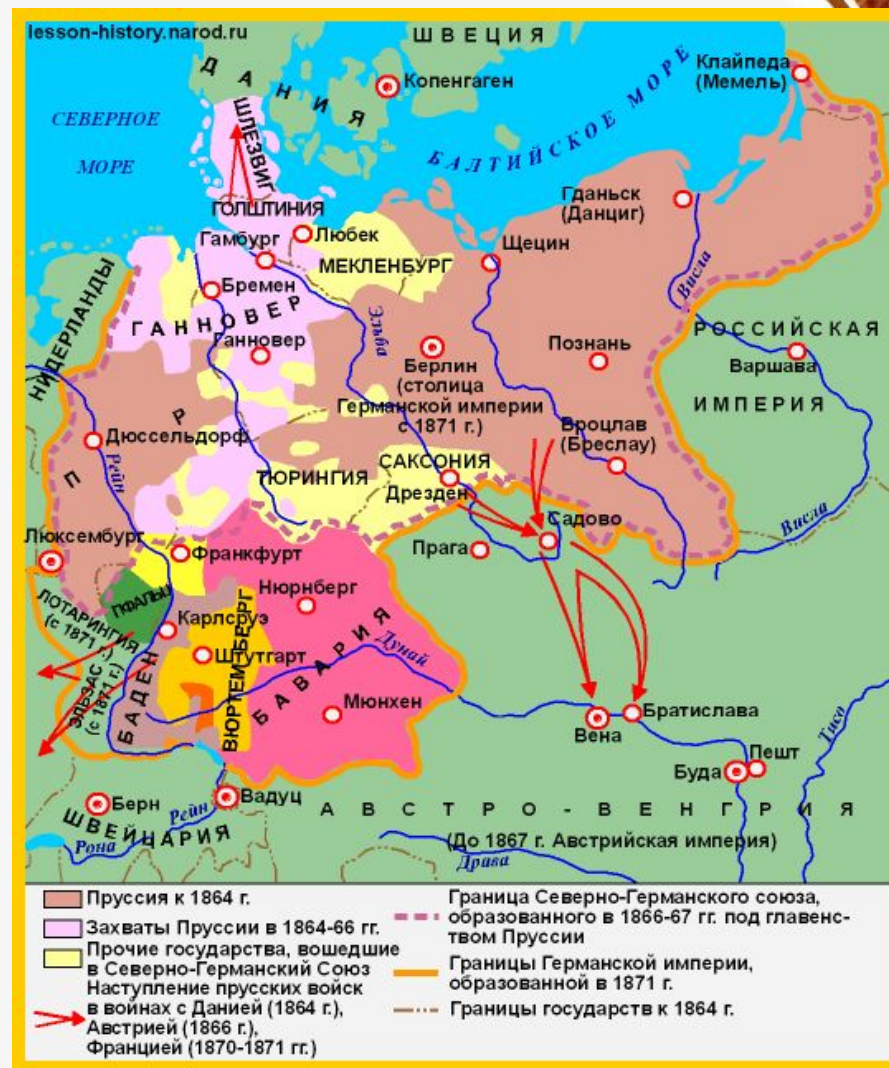 lesson-history.narod.ru
ШВЕЦИЯ
ДАНИЯ
Копенгаген
Клайпеда
(Мемель)
СЕВЕРНОЕ
МОРЕ
БАЛТИЙСКОЕ МОРЕ
ШЛЕЗВИГ
ГОЛШТИНИЯ
Гданьск
(Данциг)
Любек
Гамбург
Щецин
МЕКЛЕНБУРГ
Бремен
Висла
НИДЕРЛАНДЫ
ГАННОВЕР
Ганновер
Эльба
РОССИЙСКАЯ
ИМПЕРИЯ
Варшава
Берлин
(столица
Германской империи
с 1871 г.)
Познань
Вроцлав
(Бреслау)
П Р
Дюссельдорф
Рейн
ТЮРИНГИЯ
САКСОНИЯ
Дрезден
Садово
Висла
Люксембург
Франкфурт
Прага
Нюрнберг
ПФАЛЬЦ
ЛОТАРИНГИЯ
(с 1871 г.)
Карлсруэ
ЭЛЬЗАС
(с 1871 г.)
БАДЕН
Штутгарт
ВЮРТЕМБЕРГ
БАВАРИЯ
Дунай
Мюнхен
Вена
Братислава
Тисо
Буда
Пешт
Берн
Вадуц
Рейн
ШВЕЙЦАРИЯ
Рона
АВСТРО-ВЕНГРИЯ
(До 1867 г. Австрийская империя)
Драва
Пруссия к 1864 г.
Захваты Пруссии в 1864-66 гг.
Прочие государства, вошедшие
в Северно-Германский Союз
Наступление прусских войск
в войнах с Данией (1864 г.),
Австрией (1866 г.),
Францией (1870-1871 гг.)
Граница Северно-Германского союза,
образованного в 1866-67 гг. под главенс-
твом Пруссии
Границы Германской империи,
образованной в 1871 г.
Границы государств к 1864 г.